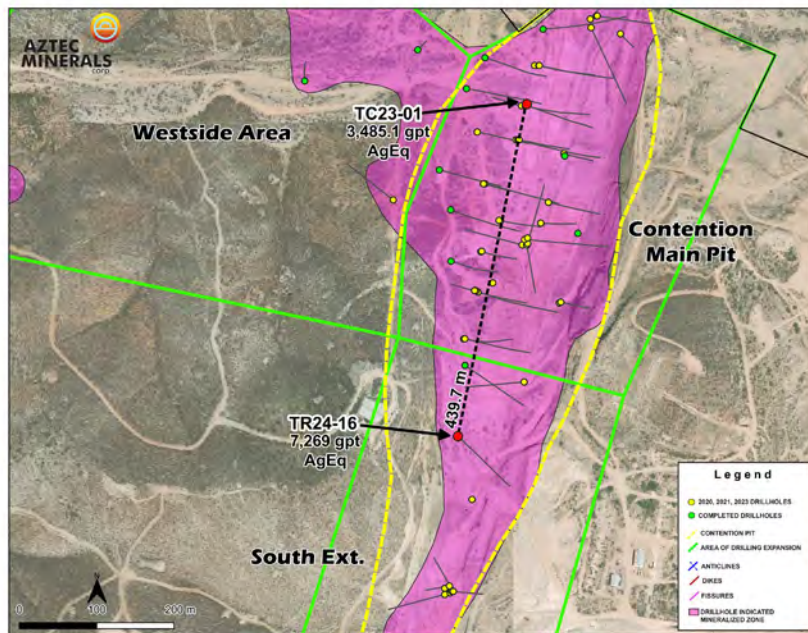 AZTEC
MINERALS
corp.
TC23-01
3,485.1 gpt
AgEq
Westside Area
Contention
Main Pit
439.7 m
TR24-16
7,269 gpt
AgEq
South Ext.
0 100 200 m
Legend
2020, 2021, 2023 DRILLHOLES
COMPLETED DRILLHOLES
CONTENTION PIT
AREA OF DRILLING EXPANSION
ANTICLINES
DIKES
FISSURES
DRILLHOLE INDICATED
MINERALIZED ZONE